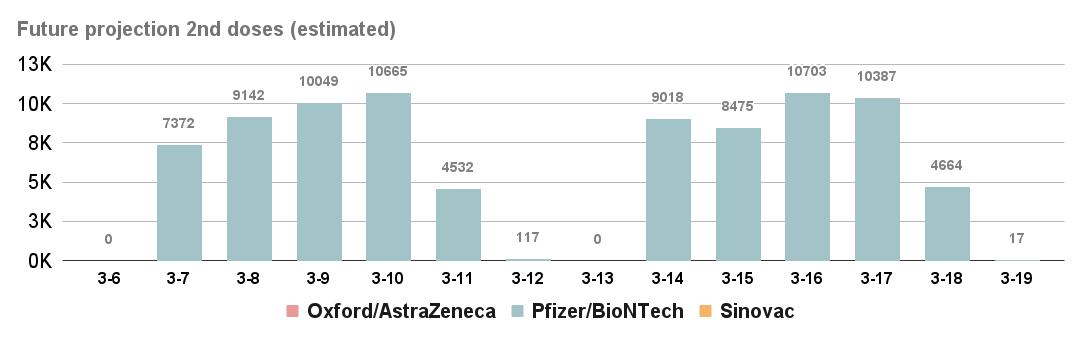 Future projection 2nd doses (estimated)
13K
10K
8K
5K
3K
0K
0
7372
9142
10049
10665
4532
117
0
9018
8475
10703
10387
4664
17
3-6 3-7 3-8 3-9 3-10 3-11 3-12 3-13 3-14 3-15 3-16 3-17 3-18 3-19
Oxford/AstraZeneca Pfizer/BioNTech Sinovac